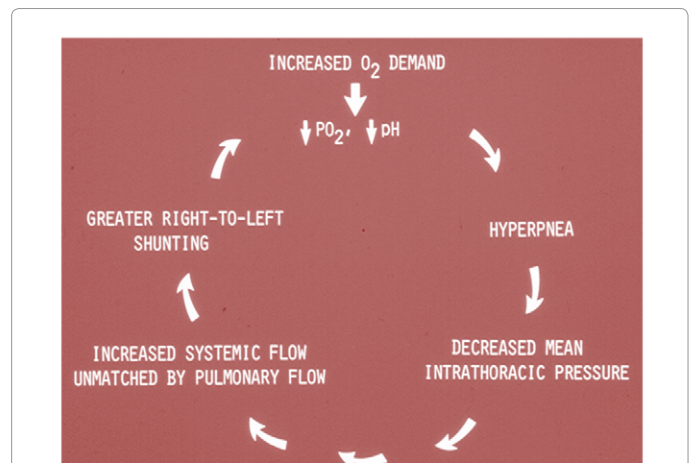 INCREASED O2 DEMAND
↓ PO2, ↓ pH
GREATER RIGHT-TO-LEFT
SHUNTING
HYPERPNEA
INCREASED SYSTEMIC FLOW
UNMATCHED BY PULMONARY FLOW
DECREASED MEAN
INTRATHORACIC PRESSURE